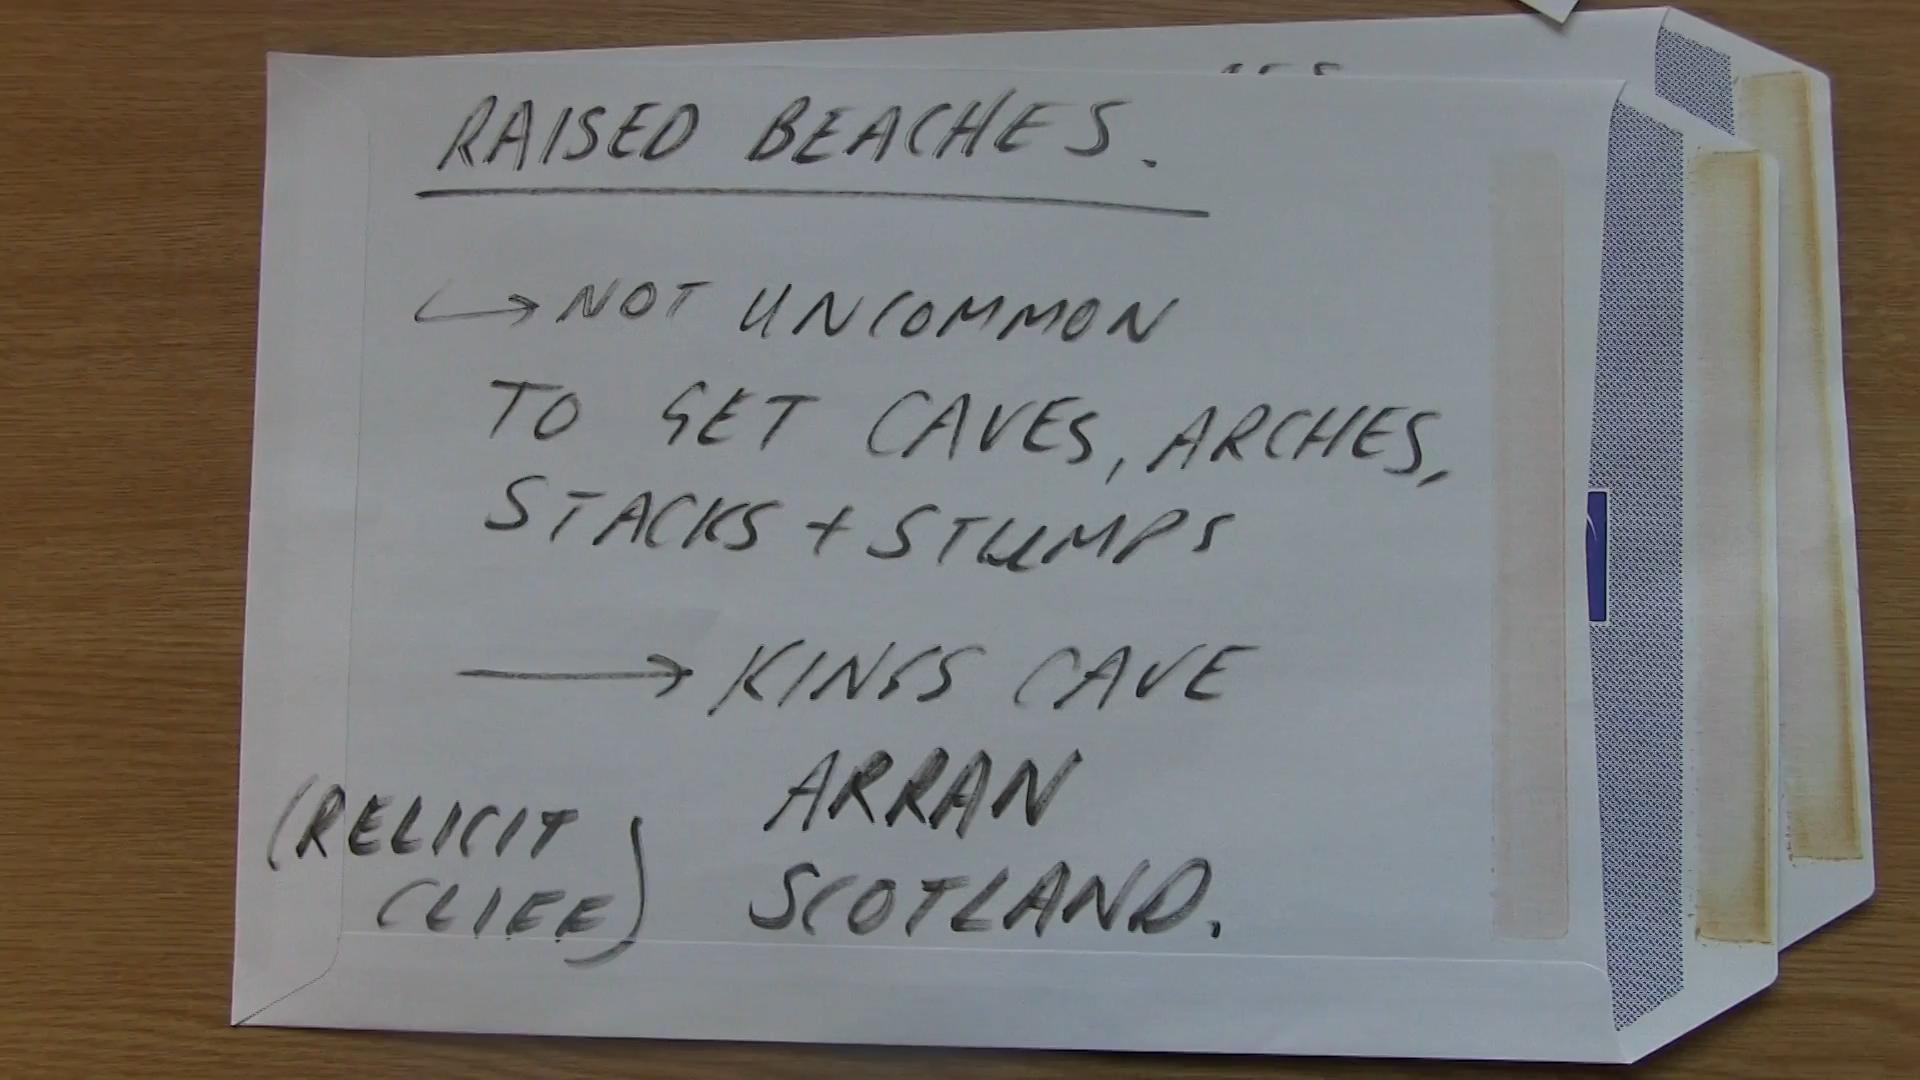 RAISED BEACHES.
↳ NOT UNCOMMON
TO GET CAVES, ARCHES,
STACKS + STUMPS
→ KINGS CAVE
ARRAN
SCOTLAND.
(RELICIT
CLIFF)